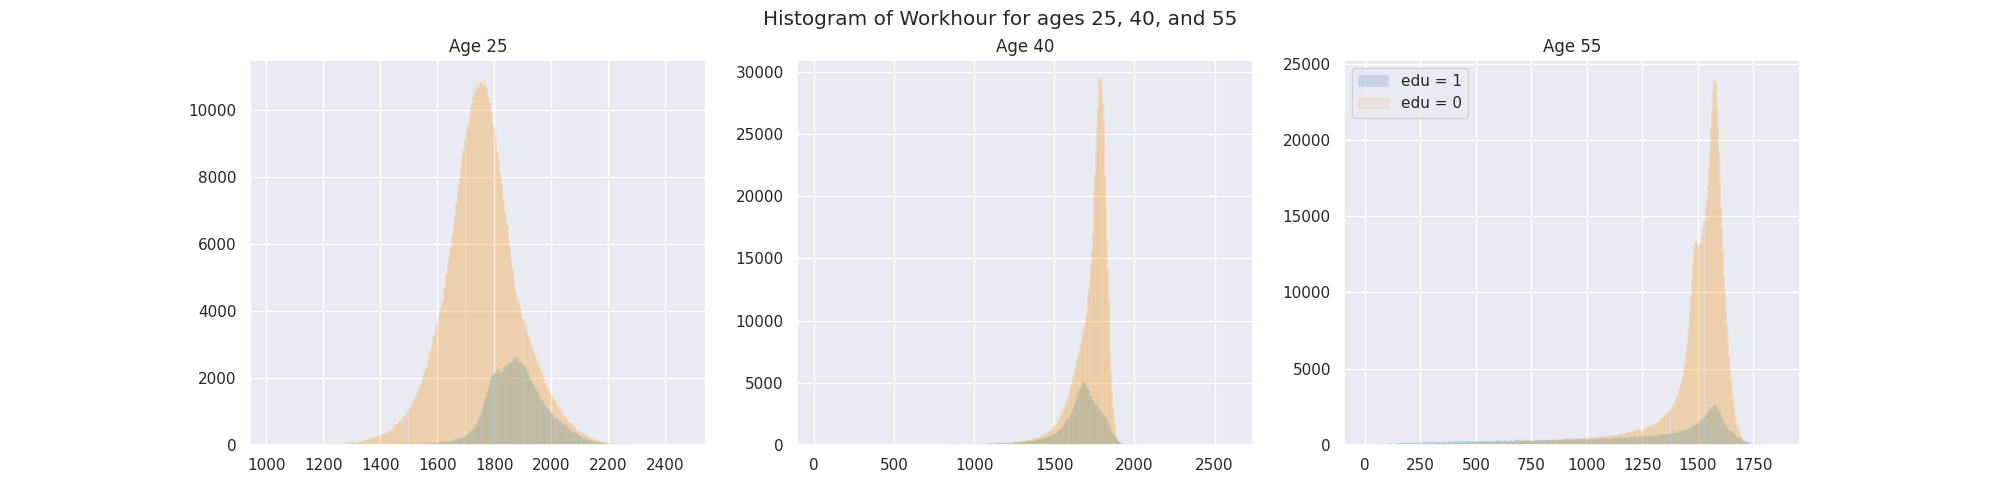 Histogram of Workhour for ages 25, 40, and 55
Age 25
10000
8000
6000
4000
2000
0
1000 1200 1400 1600 1800 2000 2200 2400
Age 40
30000
25000
20000
15000
10000
5000
0
0 500 1000 1500 2000 2500
Age 55
edu = 1
edu = 0
25000
20000
15000
10000
5000
0
0 250 500 750 1000 1250 1500 1750